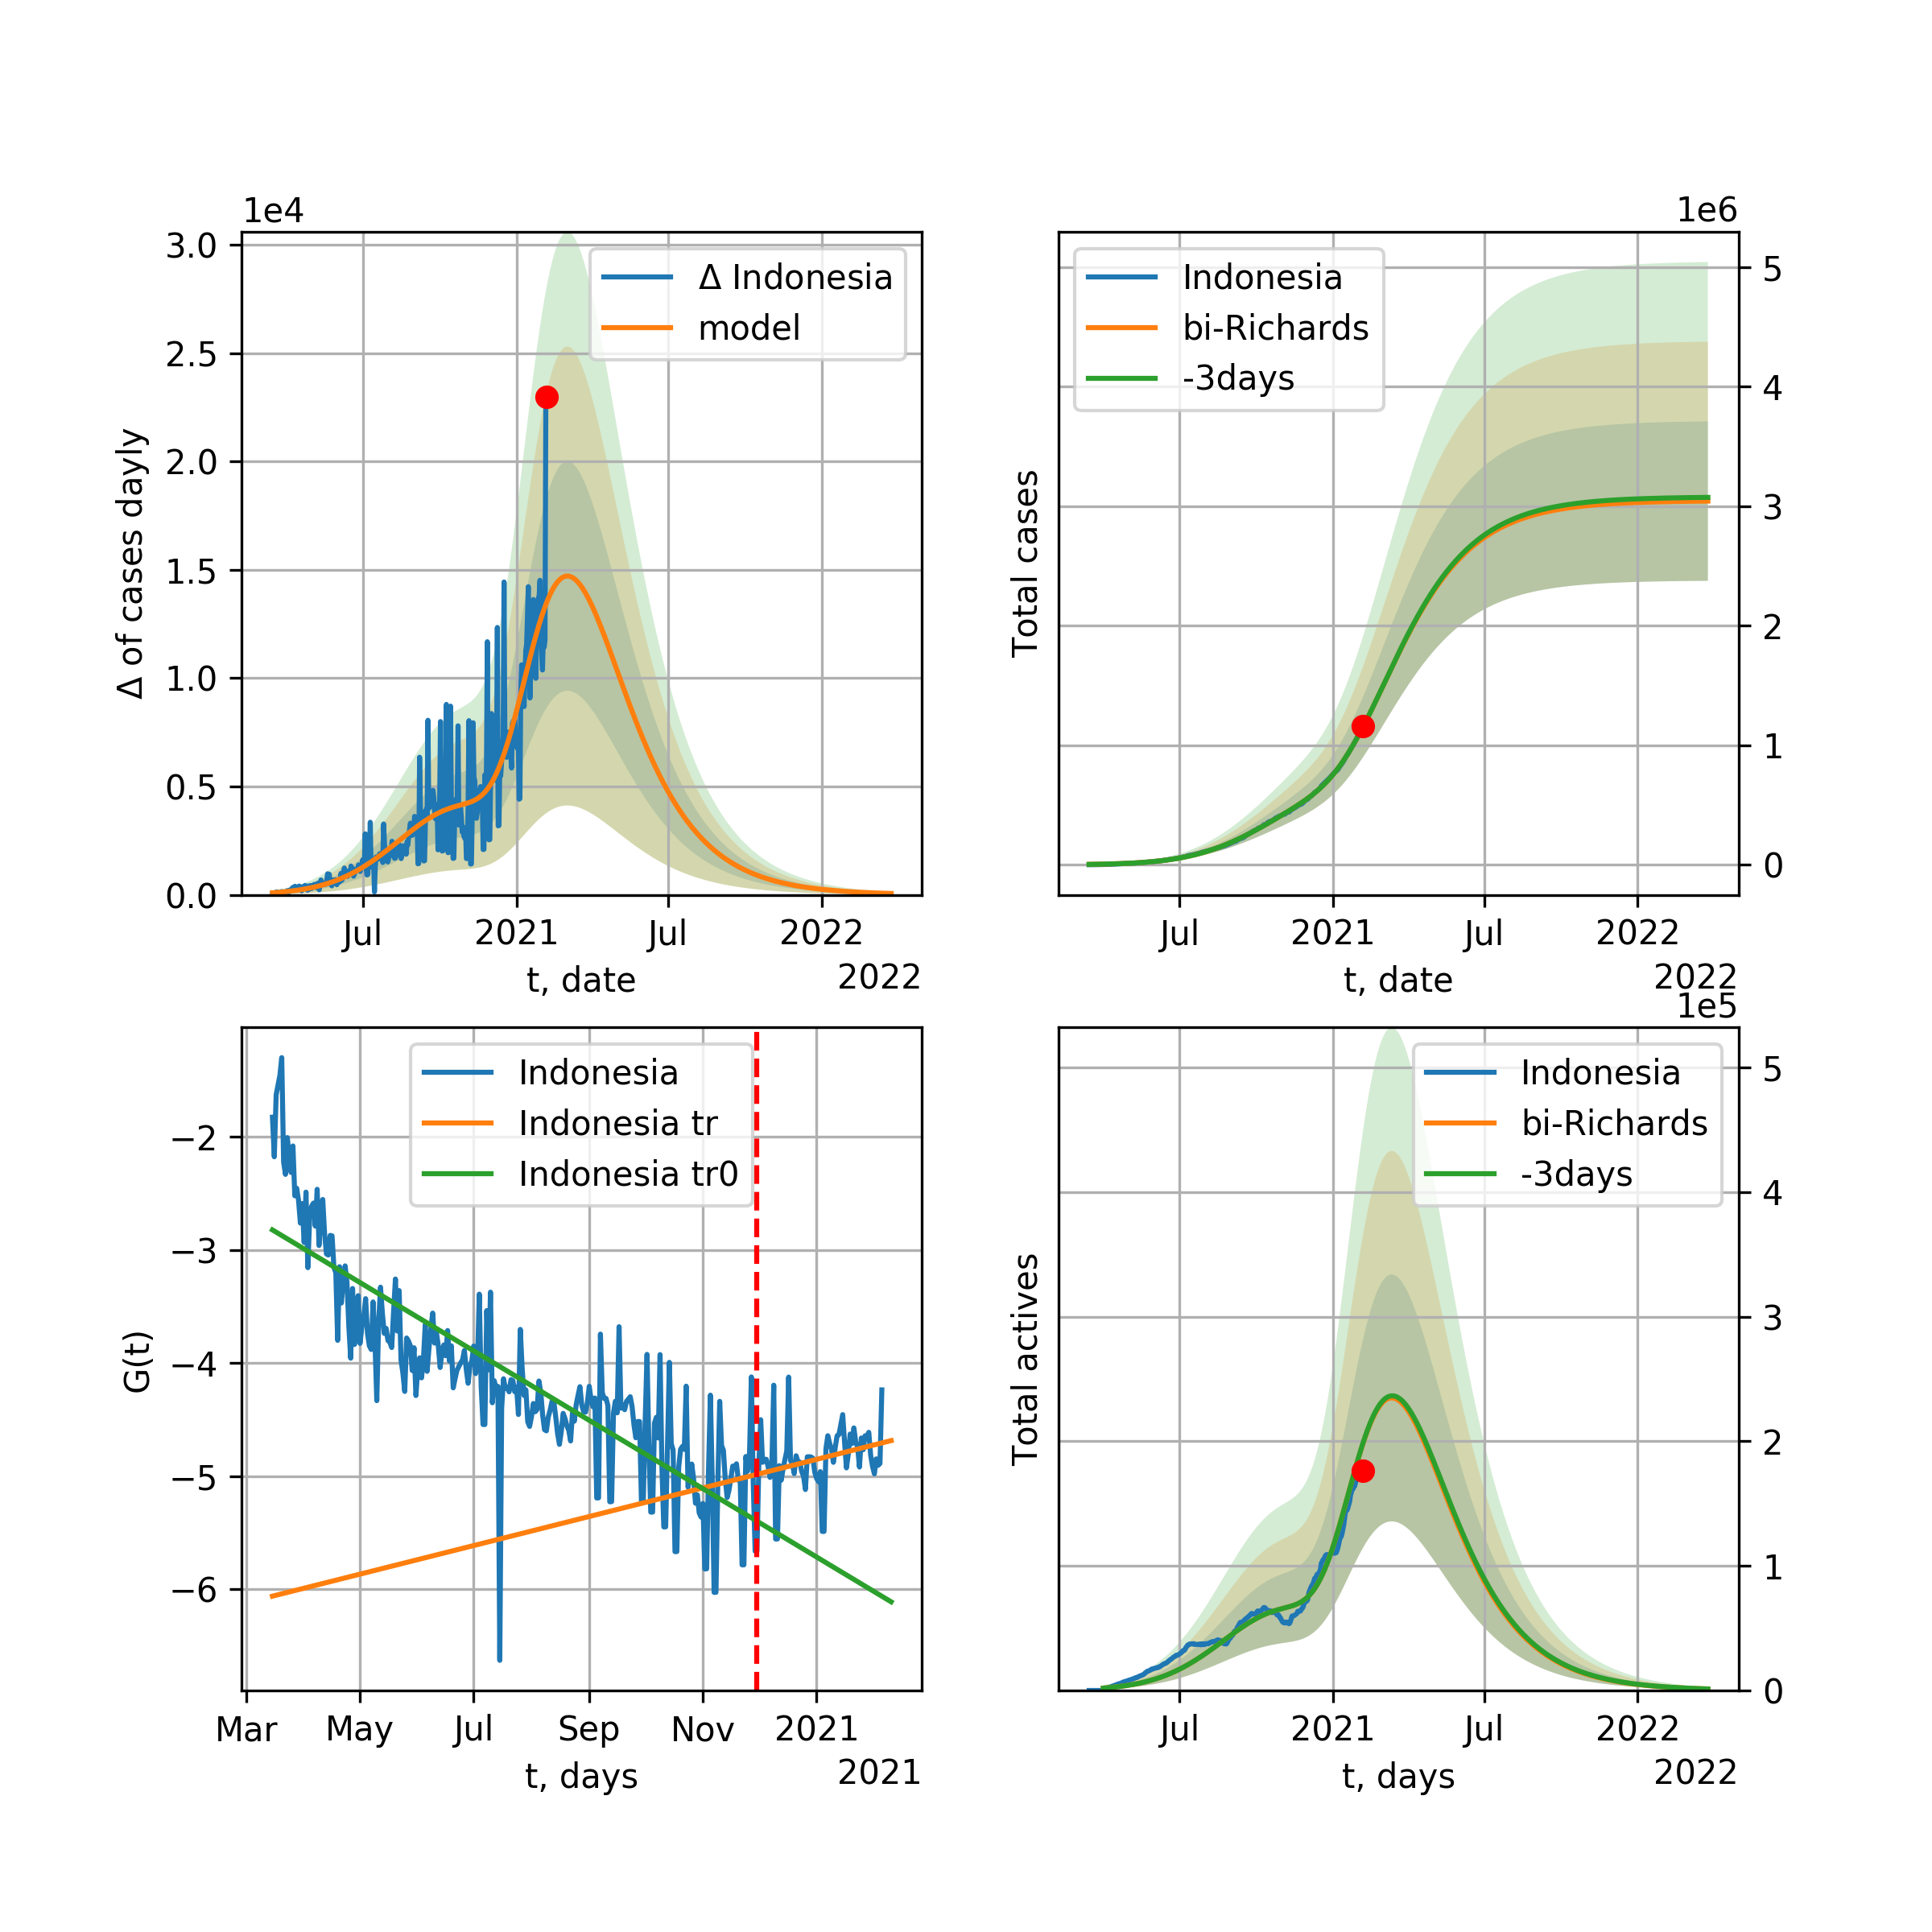 1e4
Δ of cases dayly
3.0
2.5
2.0
1.5
1.0
0.5
0.0
Δ Indonesia
model
Jul
2021
Jul
2022
t, date
2022
1e6
Total cases
Indonesia
bi-Richards
-3days
5
4
3
2
1
0
Jul
2021
Jul
2022
t, date
2022
G(t)
−2
−3
−4
−5
−6
Indonesia
Indonesia tr
Indonesia tr0
Mar
May
Jul
Sep
Nov
2021
t, days
2021
1e5
Total actives
Indonesia
bi-Richards
-3days
5
4
3
2
1
0
Jul
2021
Jul
2022
t, days
2022